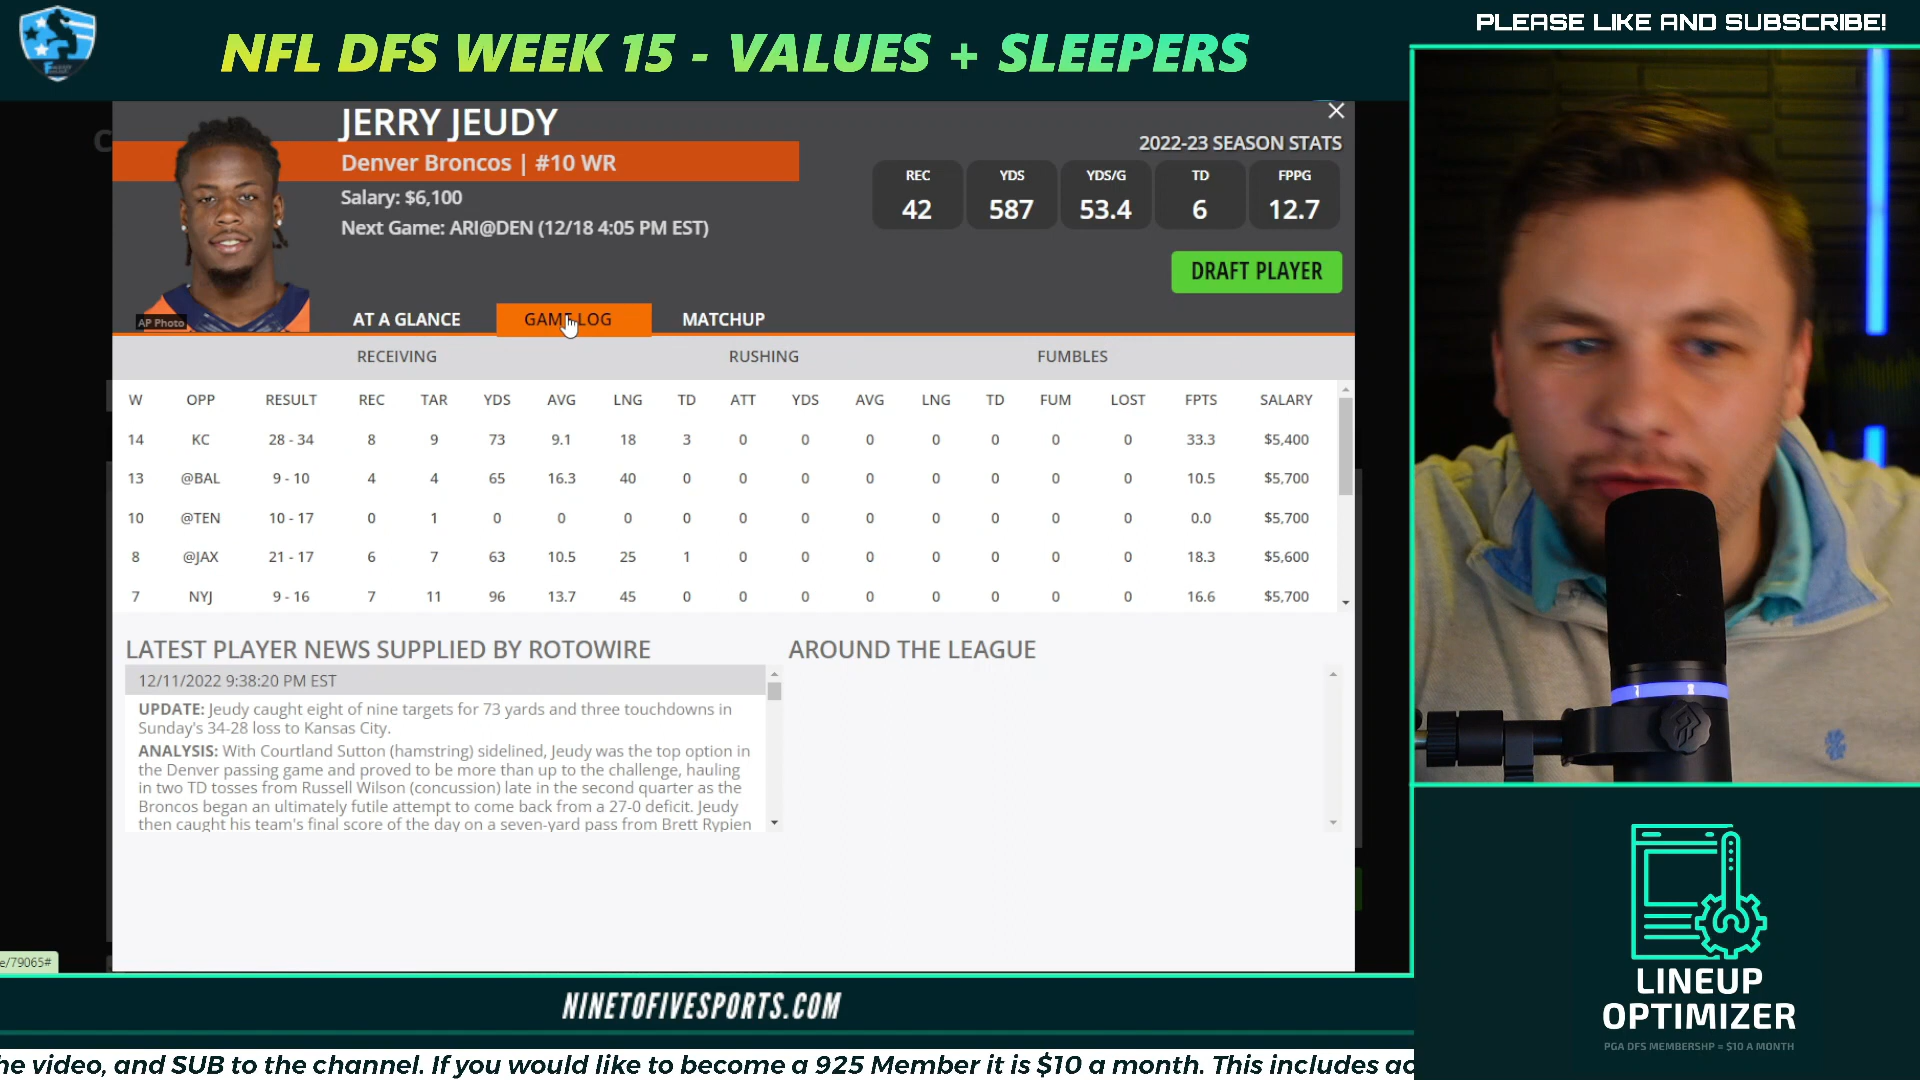 PLEASE LIKE AND SUBSCRIBE!
NFL DFS WEEK 15 - VALUES + SLEEPERS
JERRY JEUDY
Denver Broncos | #10 WR
Salary: $6,100
Next Game: ARI@DEN (12/18 4:05 PM EST)
2022-23 SEASON STATS
REC YDS YDS/G TD FPPG
42 587 53.4 6 12.7
DRAFT PLAYER
AP Photo
AT A GLANCE GAME LOG MATCHUP
RECEIVING RUSHING FUMBLES
W OPP RESULT REC TAR YDS AVG LNG TD ATT YDS AVG LNG TD FUM LOST FPTS SALARY
14 KC 28 - 34 8 9 73 9.1 18 3 0 0 0 0 0 0 0 33.3 $5,400
13 @BAL 9 - 10 4 4 65 16.3 40 0 0 0 0 0 0 0 0 10.5 $5,700
10 @TEN 10 - 17 0 1 0 0 0 0 0 0 0 0 0 0 0 0.0 $5,700
8 @JAX 21 - 17 6 7 63 10.5 25 1 0 0 0 0 0 0 0 18.3 $5,600
7 NYJ 9 - 16 7 11 96 13.7 45 0 0 0 0 0 0 0 0 16.6 $5,700
LATEST PLAYER NEWS SUPPLIED BY ROTOWIRE
12/11/2022 9:38:20 PM EST
UPDATE: Jeudy caught eight of nine targets for 73 yards and three touchdowns in
Sunday's 34-28 loss to Kansas City.
ANALYSIS: With Courtland Sutton (hamstring) sidelined, Jeudy was the top option in
the Denver passing game and proved to be more than up to the challenge, hauling
in two TD tosses from Russell Wilson (concussion) late in the second quarter as the
Broncos began an ultimately futile attempt to come back from a 27-0 deficit. Jeudy
then caught his team's final score of the day on a seven-yard pass from Brett Rypien
AROUND THE LEAGUE
e/79065#
NINETOFIVESPORTS.COM
LINEUP
OPTIMIZER
PGA DFS MEMBERSHP = $10 A MONTH
he video, and SUB to the channel. If you would like to become a 925 Member it is $10 a month. This includes ac